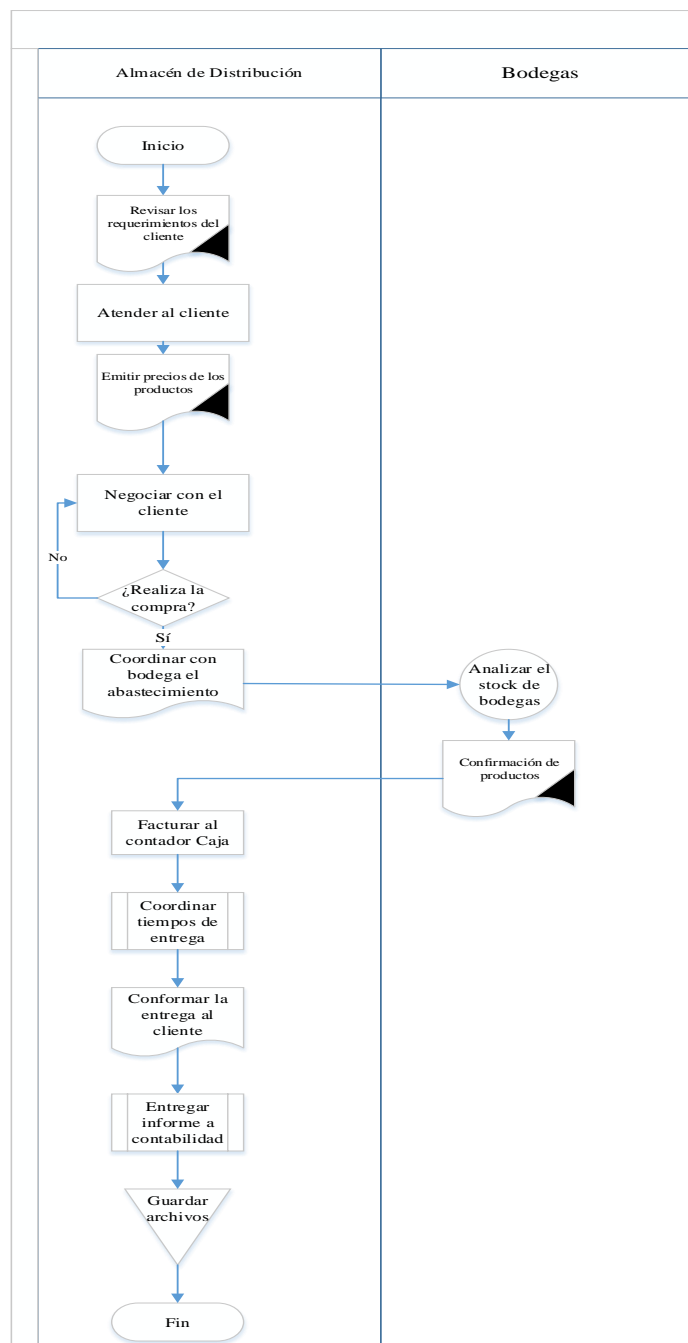 Almacén de Distribución
Bodegas
Inicio
Revisar los
requerimientos del
cliente
Atender al cliente
Emitir precios de los
productos
Negociar con el
cliente
No
¿Realiza la
compra?
Sí
Coordinar con
bodega el
abastecimiento
Analizar el
stock de
bodegas
Confirmación de
productos
Facturar al
contador Caja
Coordinar
tiempos de
entrega
Conformar la
entrega al
cliente
Entregar
informe a
contabilidad
Guardar
archivos
Fin